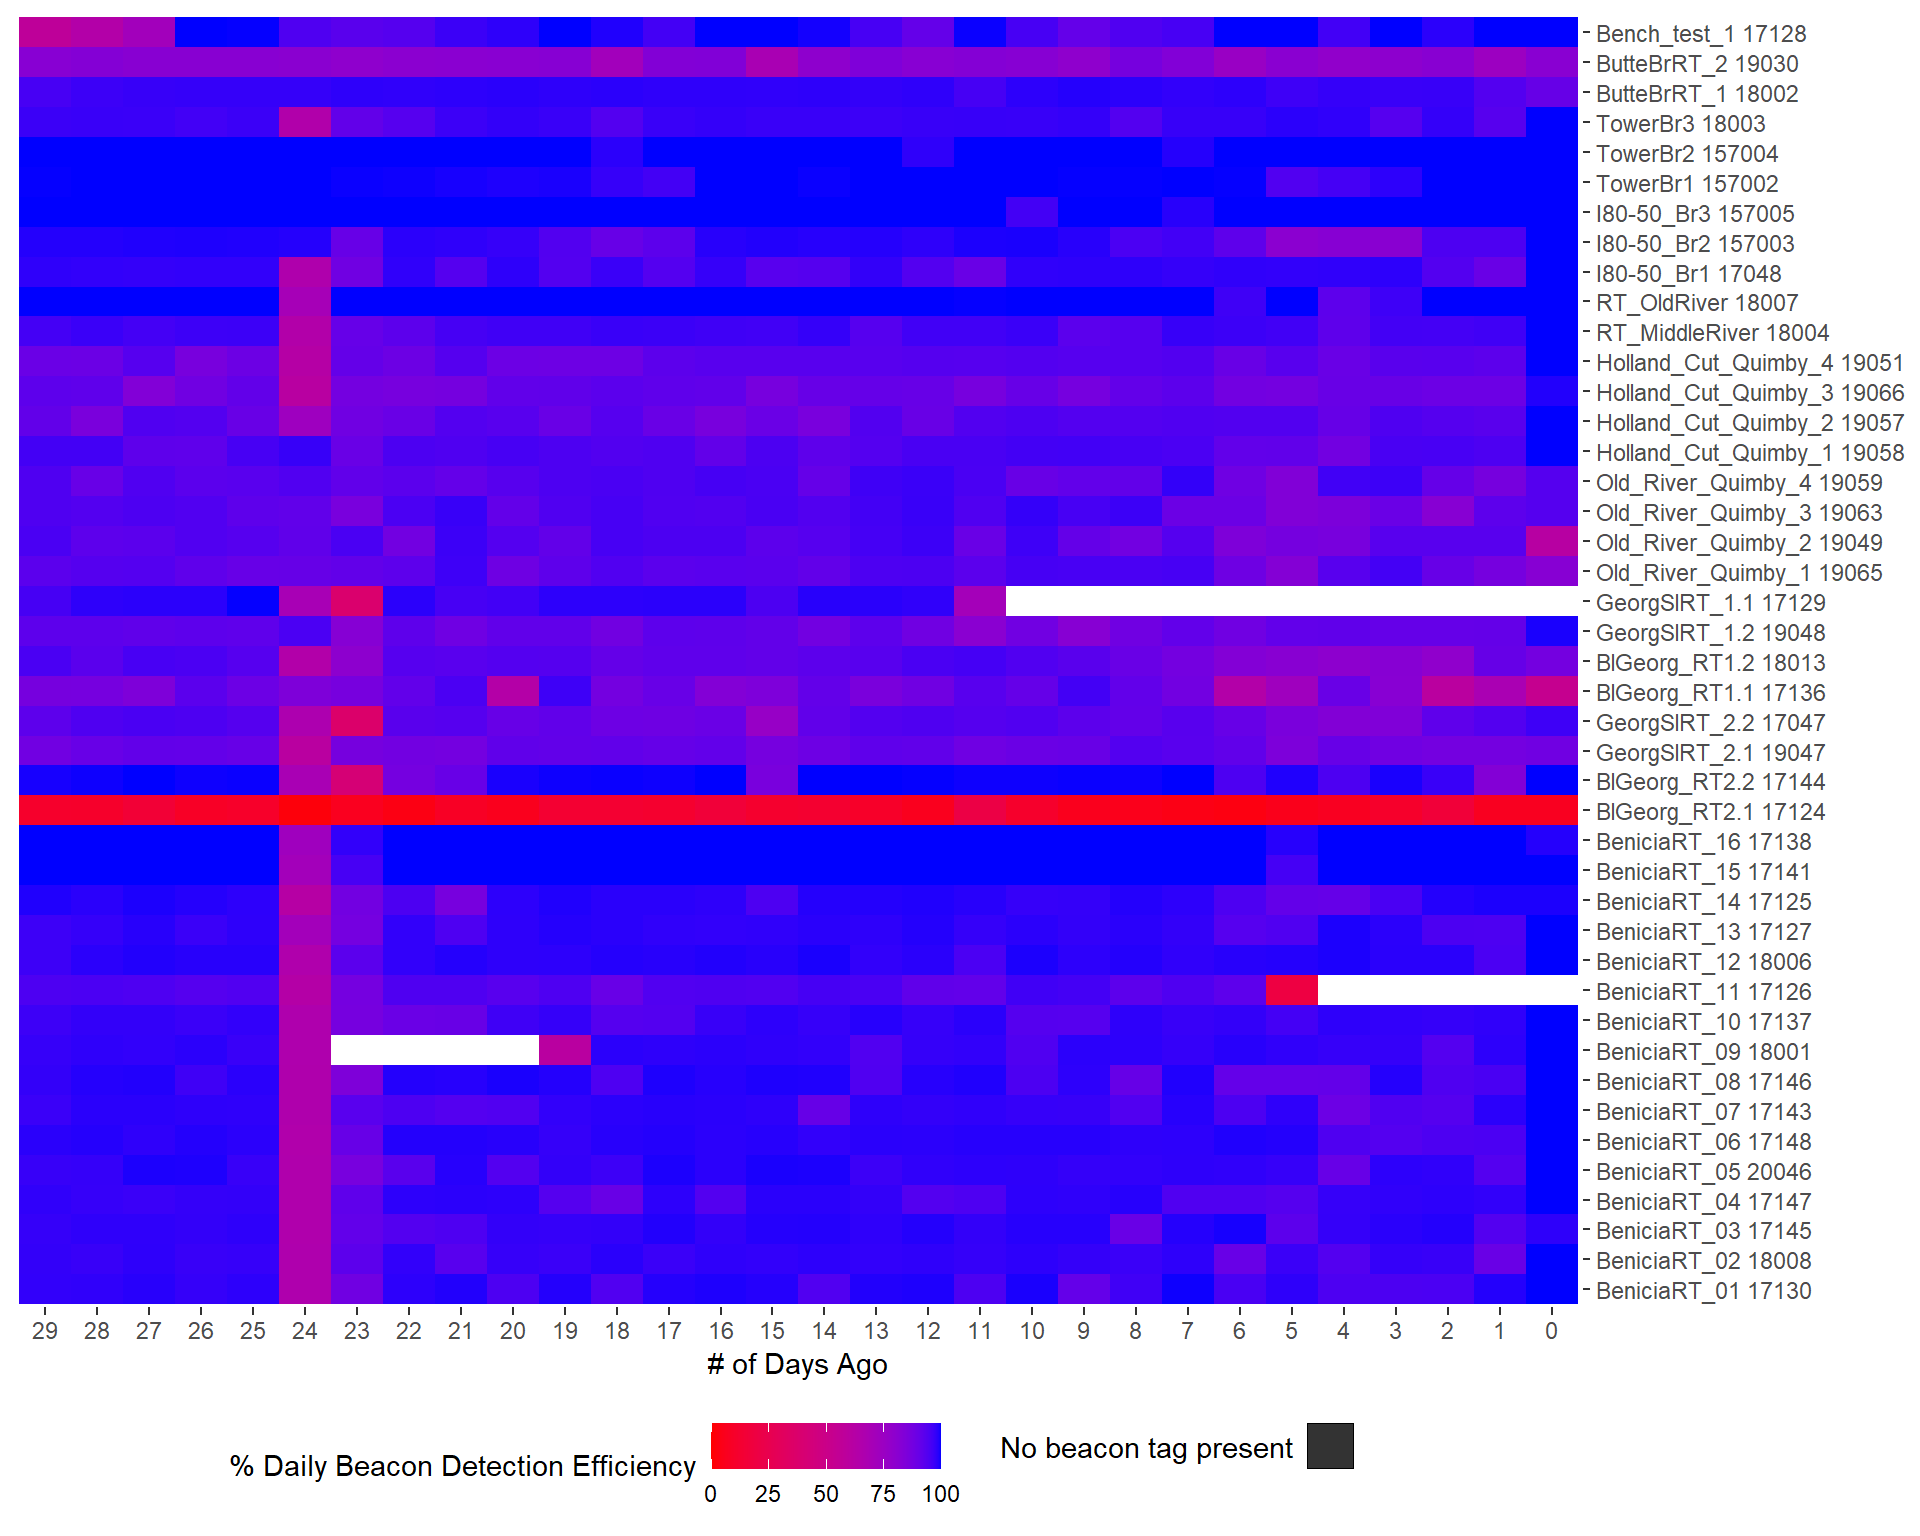 Bench_test_1 17128
ButteBrRT_2 19030
ButteBrRT_1 18002
TowerBr3 18003
TowerBr2 157004
TowerBr1 157002
I80-50_Br3 157005
I80-50_Br2 157003
I80-50_Br1 17048
RT_OldRiver 18007
RT_MiddleRiver 18004
Holland_Cut_Quimby_4 19051
Holland_Cut_Quimby_3 19066
Holland_Cut_Quimby_2 19057
Holland_Cut_Quimby_1 19058
Old_River_Quimby_4 19059
Old_River_Quimby_3 19063
Old_River_Quimby_2 19049
Old_River_Quimby_1 19065
GeorgSlRT_1.1 17129
GeorgSlRT_1.2 19048
BlGeorg_RT1.2 18013
BlGeorg_RT1.1 17136
GeorgSlRT_2.2 17047
GeorgSlRT_2.1 19047
BlGeorg_RT2.2 17144
BlGeorg_RT2.1 17124
BeniciaRT_16 17138
BeniciaRT_15 17141
BeniciaRT_14 17125
BeniciaRT_13 17127
BeniciaRT_12 18006
BeniciaRT_11 17126
BeniciaRT_10 17137
BeniciaRT_09 18001
BeniciaRT_08 17146
BeniciaRT_07 17143
BeniciaRT_06 17148
BeniciaRT_05 20046
BeniciaRT_04 17147
BeniciaRT_03 17145
BeniciaRT_02 18008
BeniciaRT_01 17130
29 28 27 26 25 24 23 22 21 20 19 18 17 16 15 14 13 12 11 10 9 8 7 6 5 4 3 2 1 0
# of Days Ago
% Daily Beacon Detection Efficiency
0 25 50 75 100
No beacon tag present